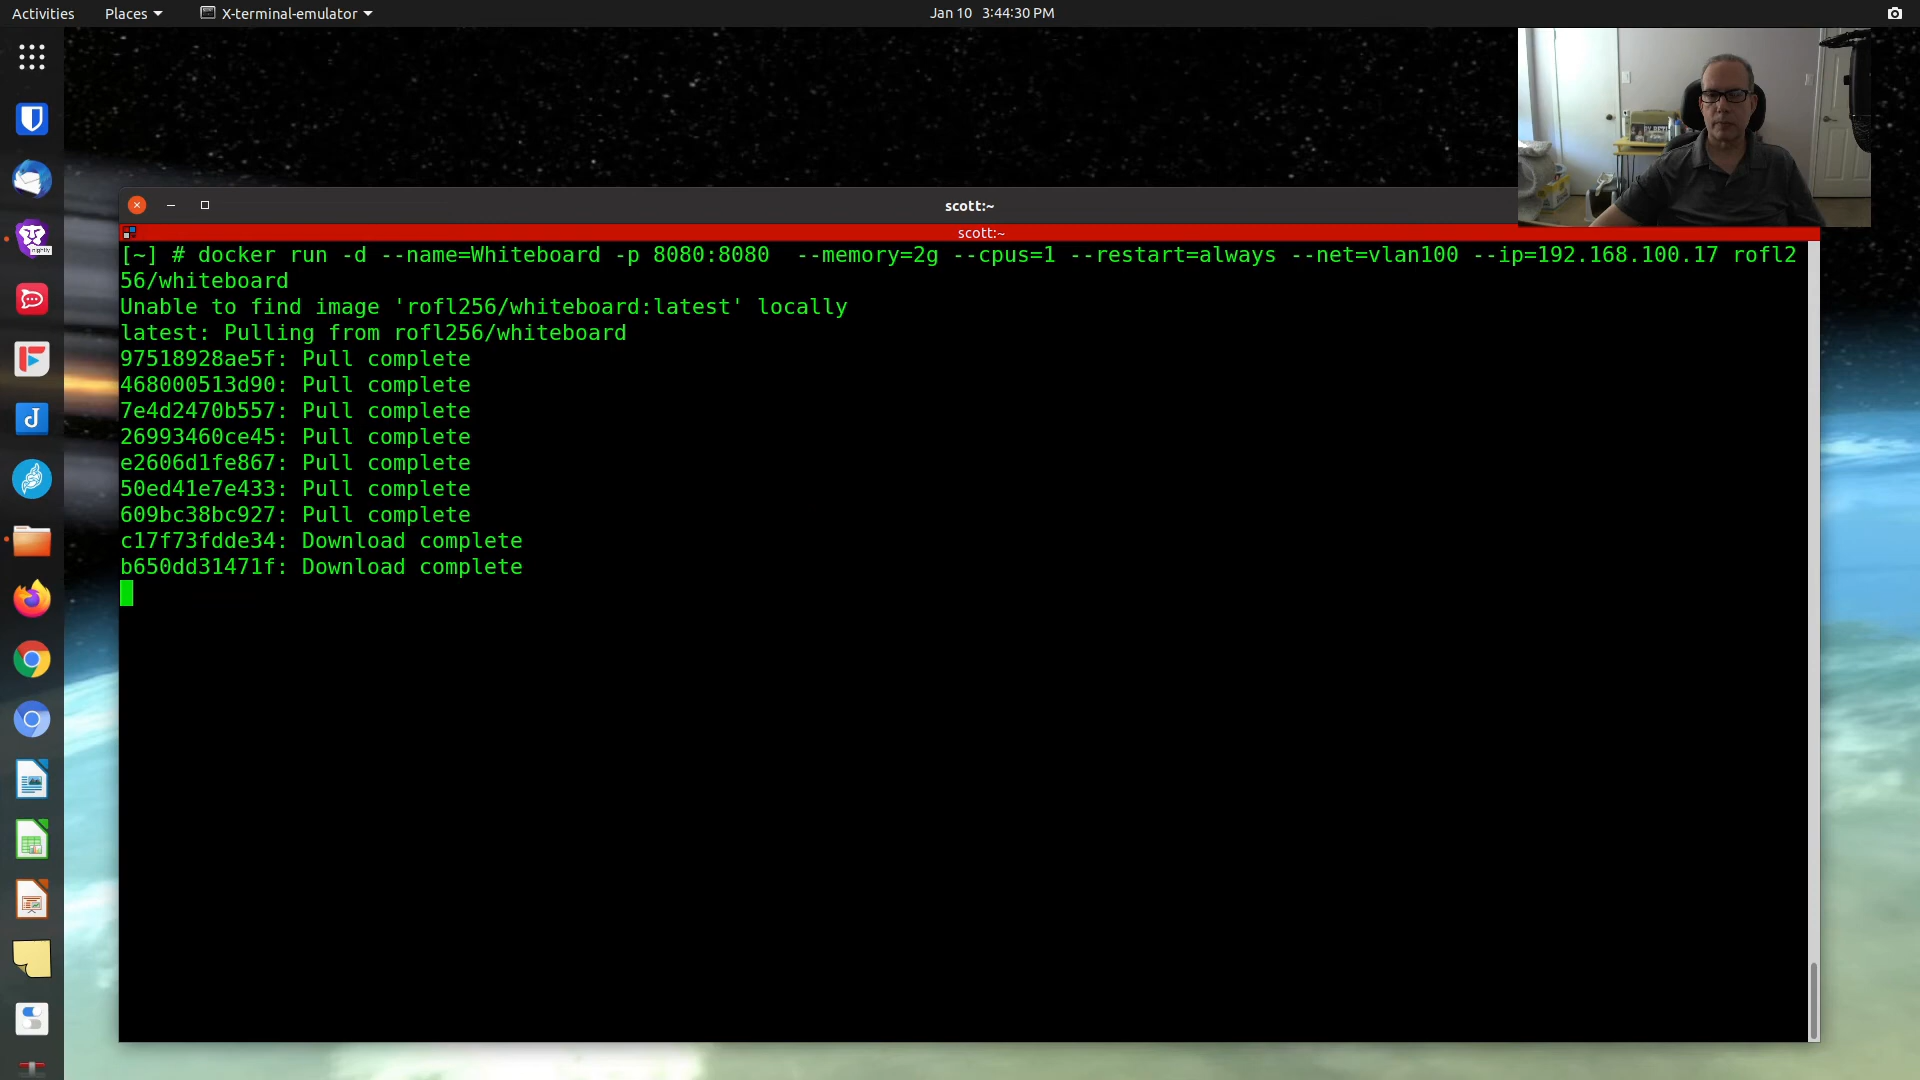 Activities Places X-terminal-emulator Jan 10 3:44:30 PM
scott:~
scott:~
[~] # docker run -d --name=Whiteboard -p 8080:8080  --memory=2g --cpus=1 --restart=always --net=vlan100 --ip=192.168.100.17 rofl2
56/whiteboard
Unable to find image 'rofl256/whiteboard:latest' locally
latest: Pulling from rofl256/whiteboard
97518928ae5f: Pull complete
468000513d90: Pull complete
7e4d2470b557: Pull complete
26993460ce45: Pull complete
e2606d1fe867: Pull complete
50ed41e7e433: Pull complete
609bc38bc927: Pull complete
c17f73fdde34: Download complete
b650dd31471f: Download complete
nightly